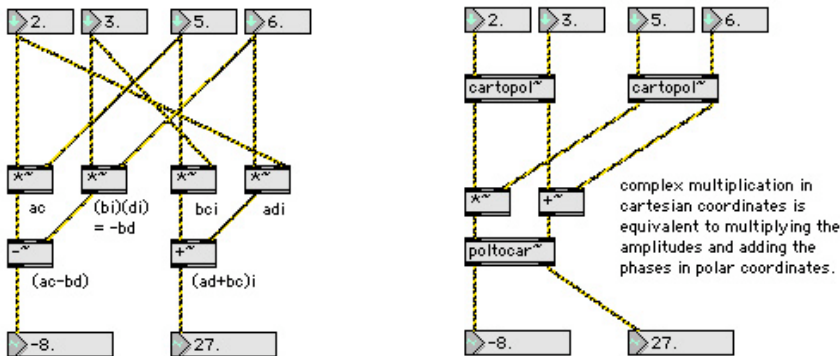 2. 3. 5. 6.
*~ *~ *~ *~
ac (bi)(di) bci adi
= -bd
-~ +~
(ac-bd) (ad+bc)i
-8. 27.
2. 3. 5. 6.
cartopol~ cartopol~
*~ +~
poltocar~
complex multiplication in
cartesian coordinates is
equivalent to multiplying the
amplitudes and adding the
phases in polar coordinates.
-8. 27.